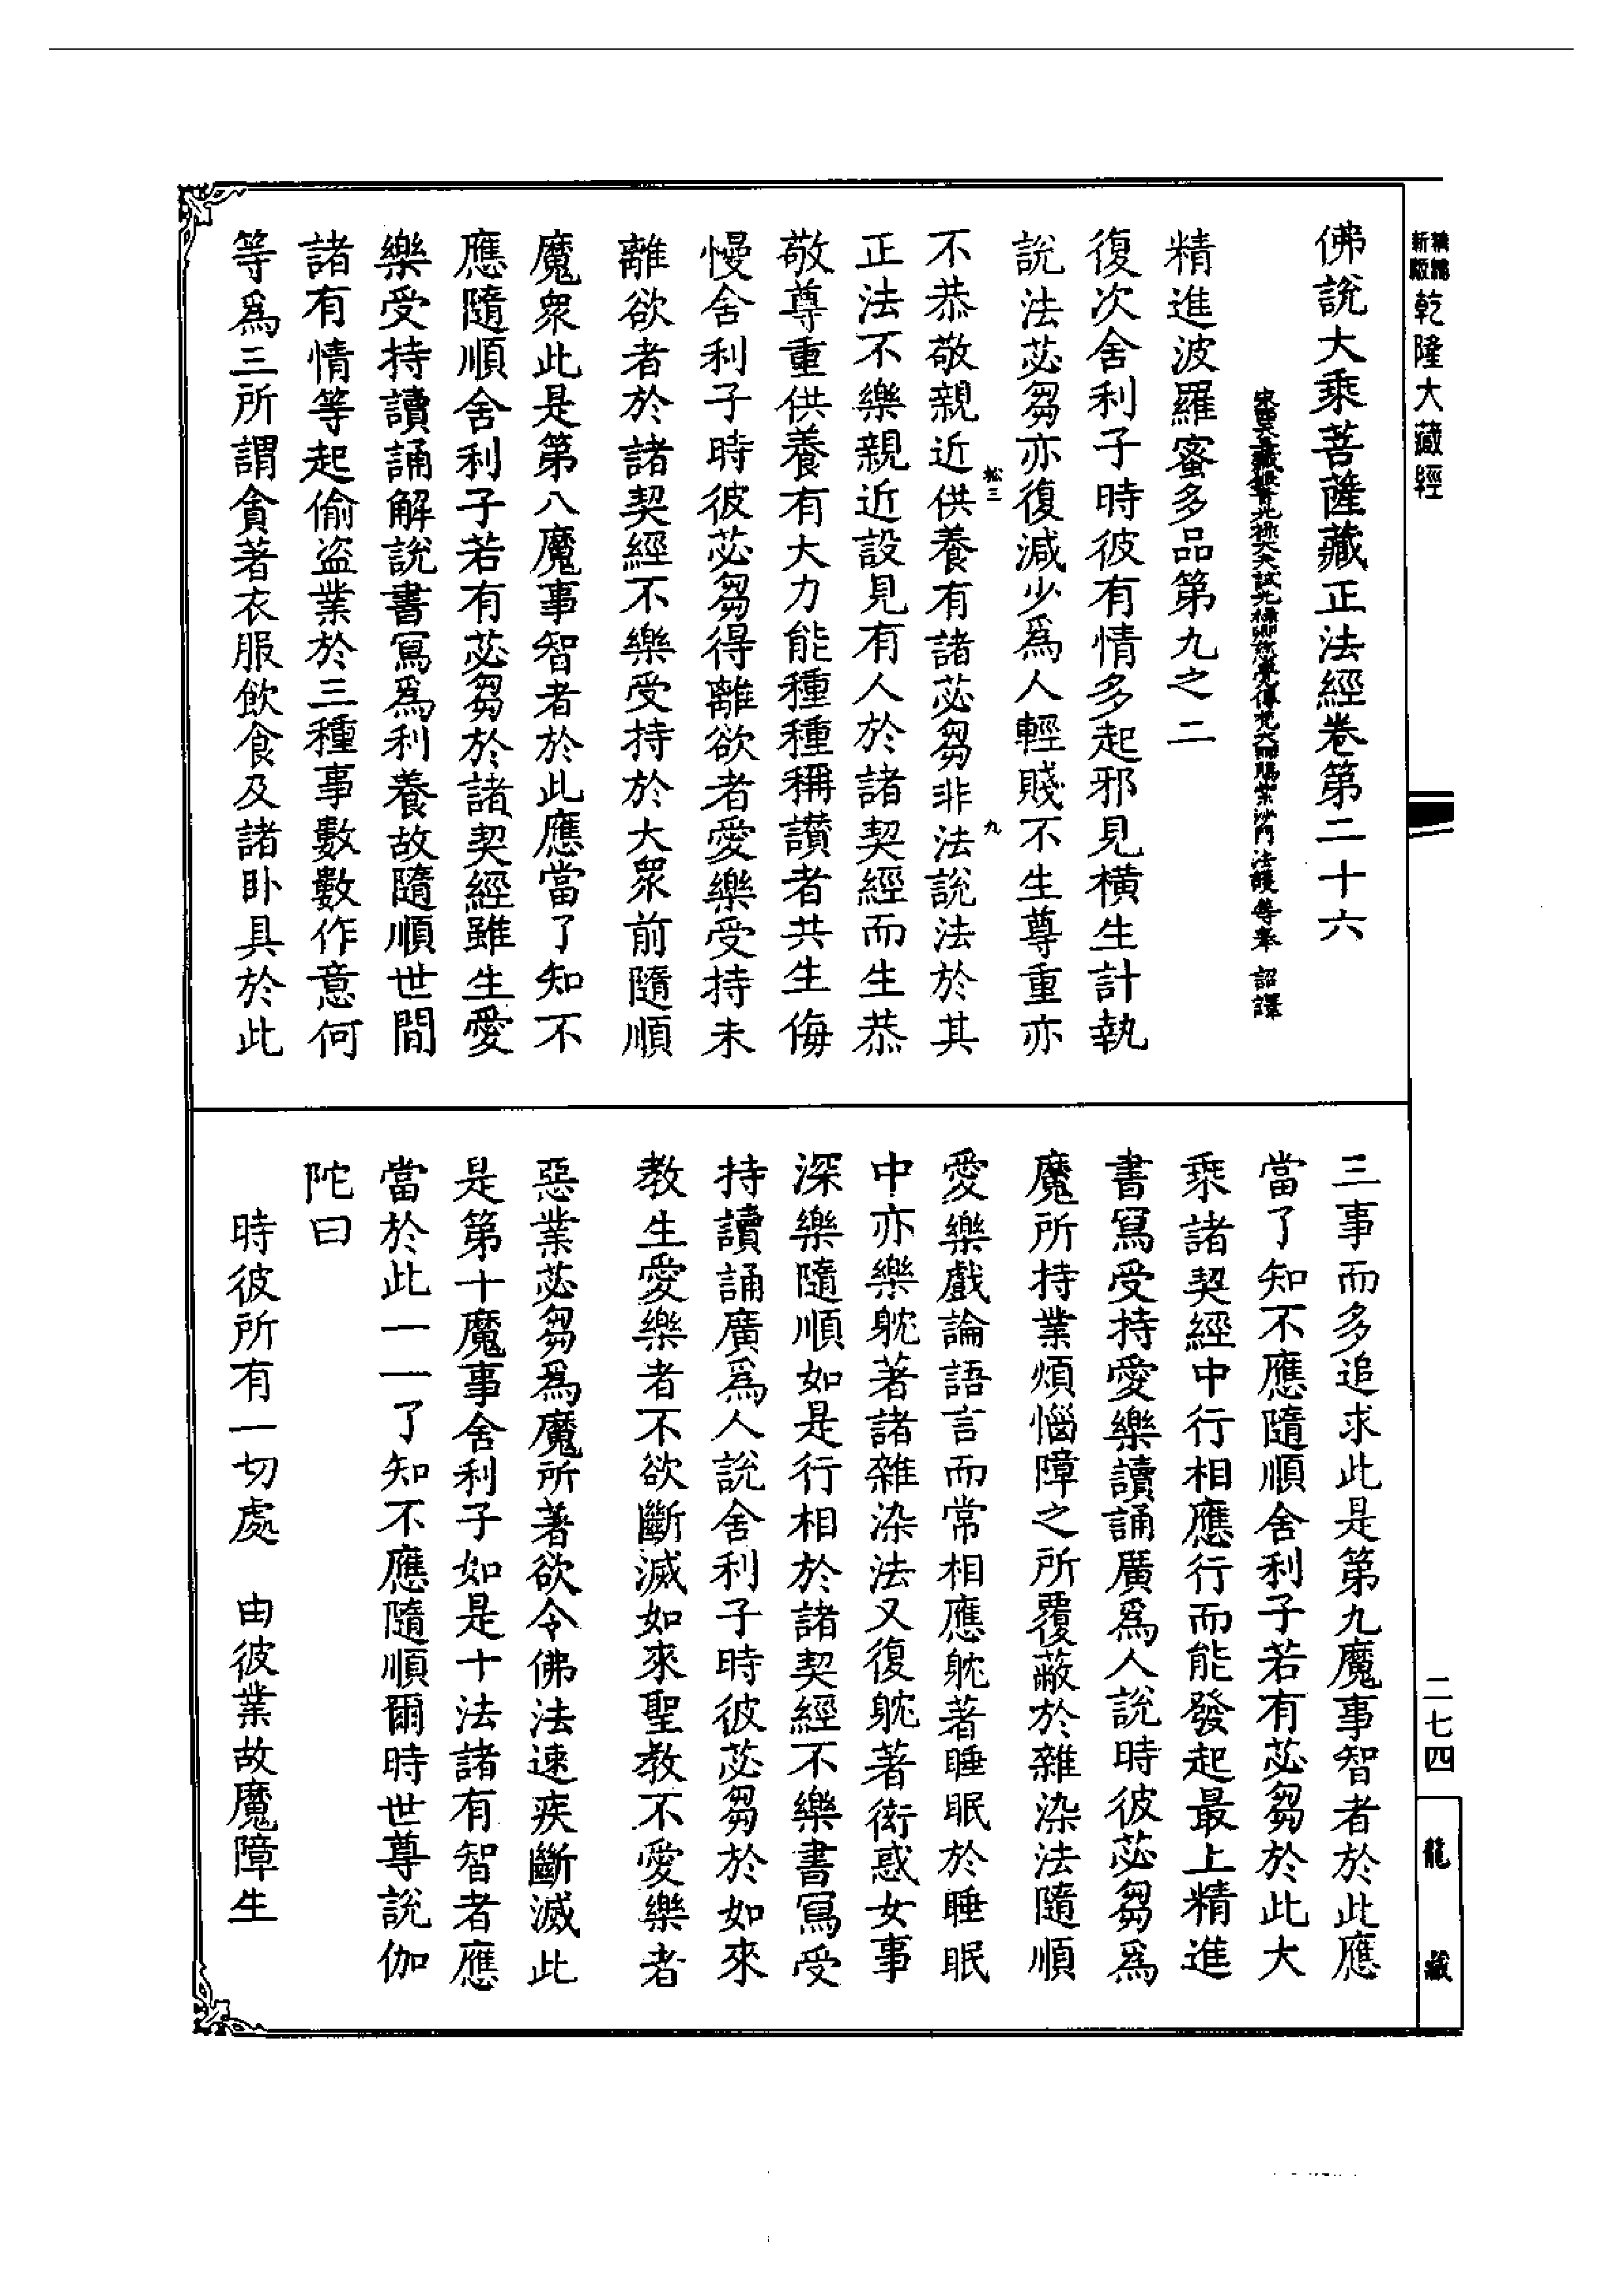 乾隆大藏經
二七四
龍藏
佛說大乘菩薩藏正法經卷第二十六
光祿大夫試光祿卿 傳梵大師賜紫沙門法護等奉 詔譯
精進波羅蜜多品第九之二
復次舍利子時彼有情多起邪見橫生計執
說法苾芻亦復減少為人輕賤不生尊重亦
松三
九
不恭敬親近供養有諸苾芻非法說法於其
正法不樂親近設見有人於諸契經而生恭
敬尊重供養有大力能種種稱讚者共生侮
慢舍利子時彼苾芻得離欲者愛樂受持未
離欲者於諸契經不樂受持於大眾前隨順
魔眾此是第八魔事智者於此應當了知不
應隨順舍利子若有苾芻於諸契經雖生愛
樂受持讀誦解說書寫為利養故隨順世間
諸有情等起偷盜業於三種事數數作意何
等為三所謂貪著衣服飲食及諸臥具於此
三事而多追求此是第九魔事智者於此應
當了知不應隨順舍利子若有苾芻於此大
乘諸契經中行相應行而能發起最上精進
書寫受持愛樂讀誦廣為人說時彼苾芻為
魔所持業煩惱障之所覆蔽於雜染法隨順
愛樂戲論語言而常相應躭著睡眠於睡眠
中亦樂躭著諸雜染法又復躭著衒惑女事
深樂隨順如是行相於諸契經不樂書寫受
持讀誦廣為人說舍利子時彼苾芻於如來
教生愛樂者不欲斷滅如來聖教不愛樂者
惡業苾芻為魔所著欲令佛法速疾斷滅此
是第十魔事舍利子如是十法諸有智者應
當於此一一了知不應隨順爾時世尊說伽
陀曰
時彼所有一切處　由彼業故魔障生